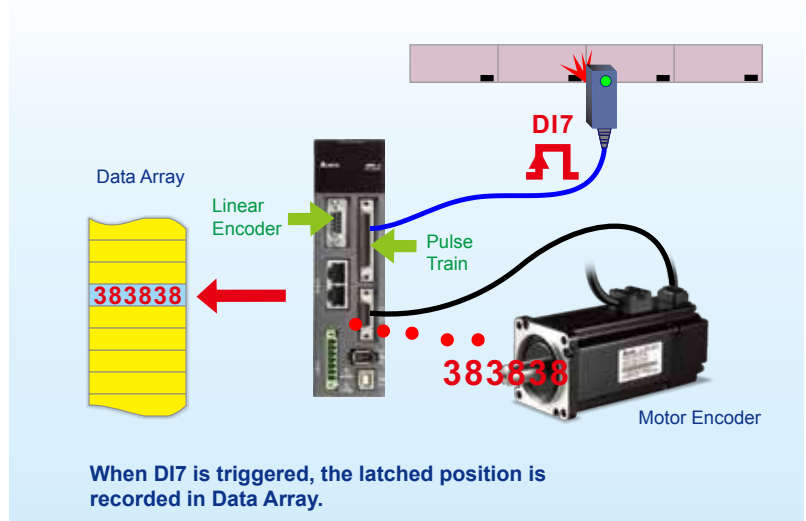 DI7
Data Array
Linear
Encoder
Pulse
Train
383838
383838
Motor Encoder
When DI7 is triggered, the latched position is
recorded in Data Array.